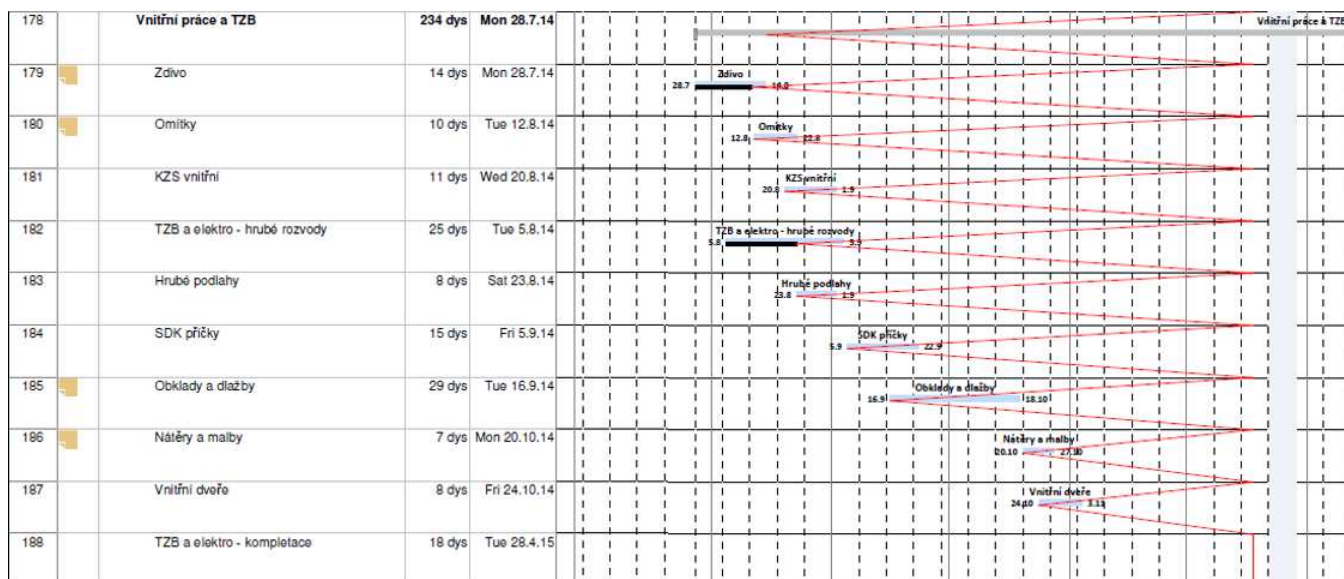 178 Vnitřní práce a TZB 234 dys Mon 28.7.14 Vnitřní práce a TZB
179 Zdivo 14 dys Mon 28.7.14 Zdivo 28.7
180 Omítky 10 dys Tue 12.8.14 Omítky 12.8 22.8
181 KZS vnitřní 11 dys Wed 20.8.14 KZS vnitřní 20.8 1.9
182 TZB a elektro - hrubé rozvody 25 dys Tue 5.8.14 TZB a elektro - hrubé rozvody 5.8
183 Hrubé podlahy 8 dys Sat 23.8.14 Hrubé podlahy 23.8 1.9
184 SDK příčky 15 dys Fri 5.9.14 SDK příčky 5.9 22.9
185 Obklady a dlažby 29 dys Tue 16.9.14 Obklady a dlažby 16.9 18.10
186 Nátěry a malby 7 dys Mon 20.10.14 Nátěry a malby 20.10 27.10
187 Vnitřní dveře 8 dys Fri 24.10.14 Vnitřní dveře 24.10
188 TZB a elektro - kompletace 18 dys Tue 28.4.15